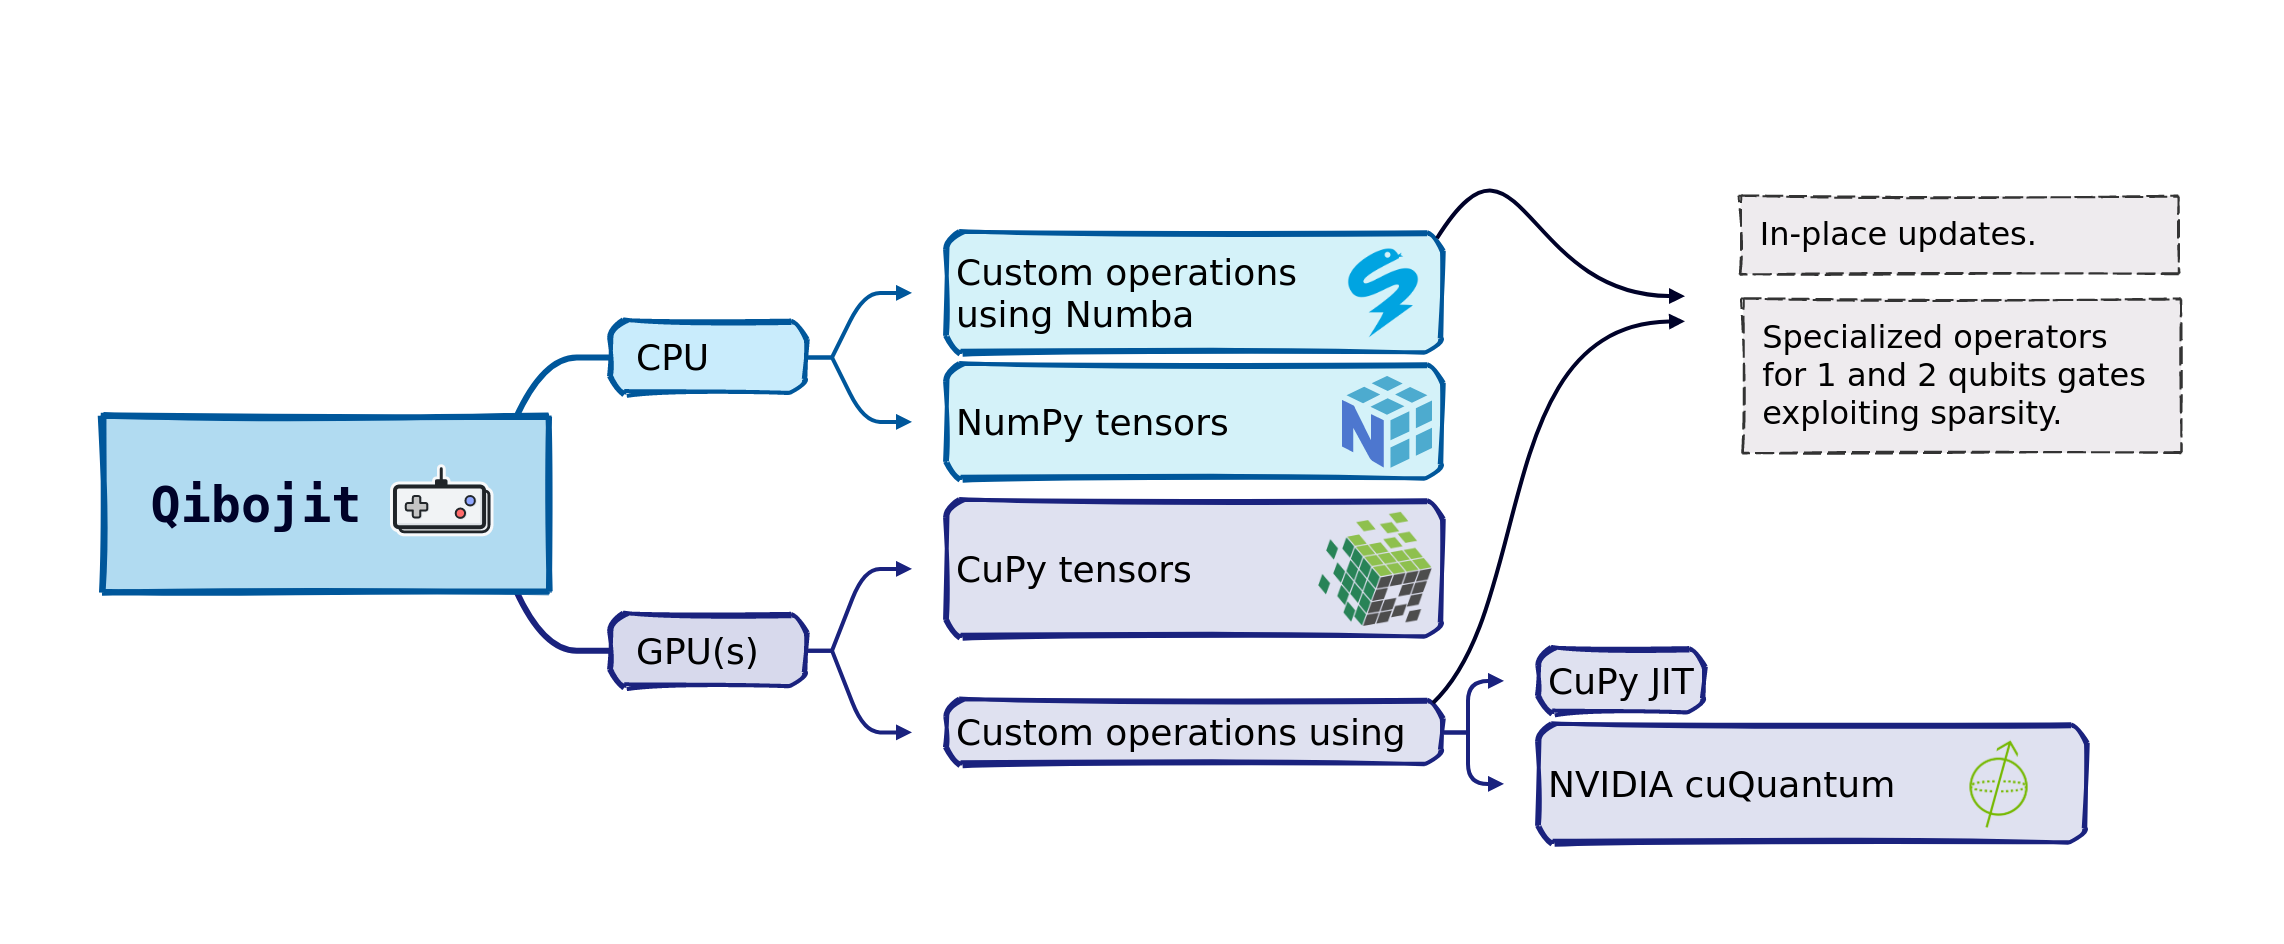 Qibojit
CPU
GPU(s)
Custom operations
using Numba
NumPy tensors
CuPy tensors
Custom operations using
CuPy JIT
NVIDIA cuQuantum
In-place updates.
Specialized operators
for 1 and 2 qubits gates
exploiting sparsity.